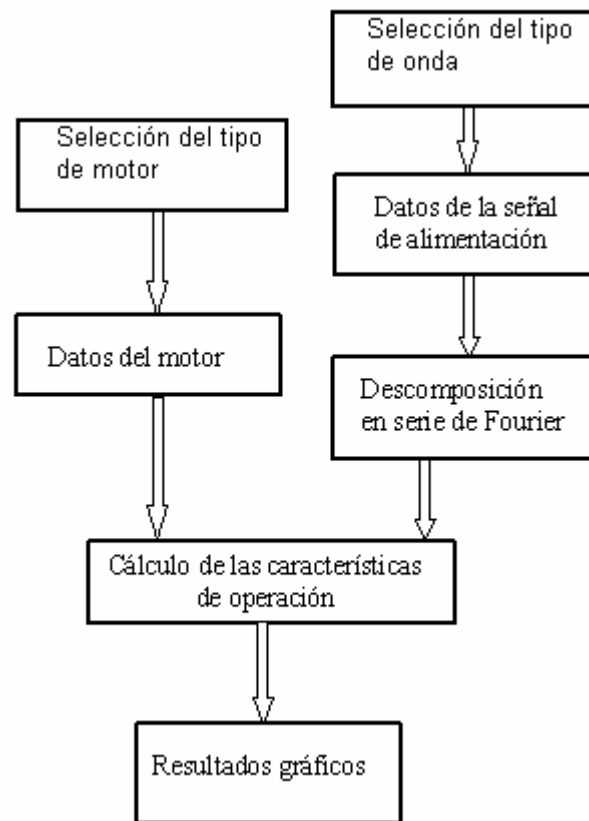 Selección del tipo
de onda
Selección del tipo
de motor
Datos de la señal
de alimentación
Datos del motor
Descomposición
en serie de Fourier
Cálculo de las características
de operación
Resultados gráficos